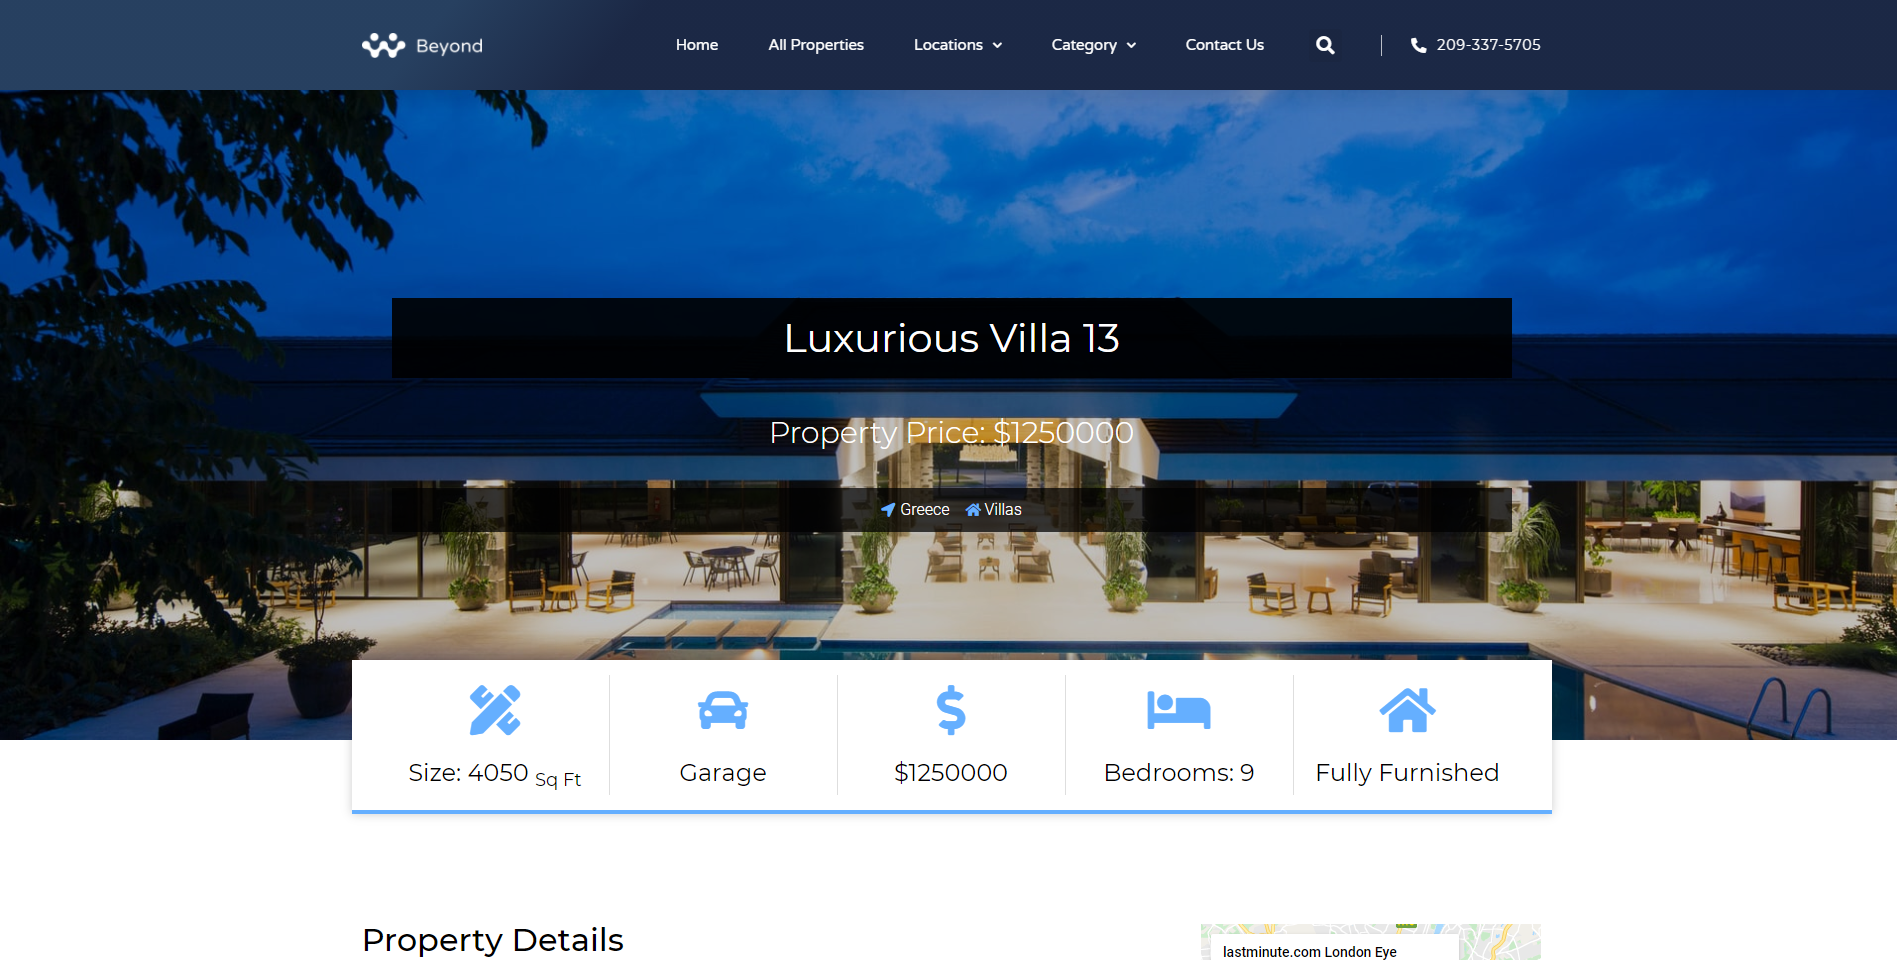 Beyond
Home
All Properties
Locations
Category
Contact Us
209-337-5705
Luxurious Villa 13
Property Price: $1250000
Greece Villas
Size: 4050 Sq Ft
Garage
$1250000
Bedrooms: 9
Fully Furnished
Property Details
lastminute.com London Eye